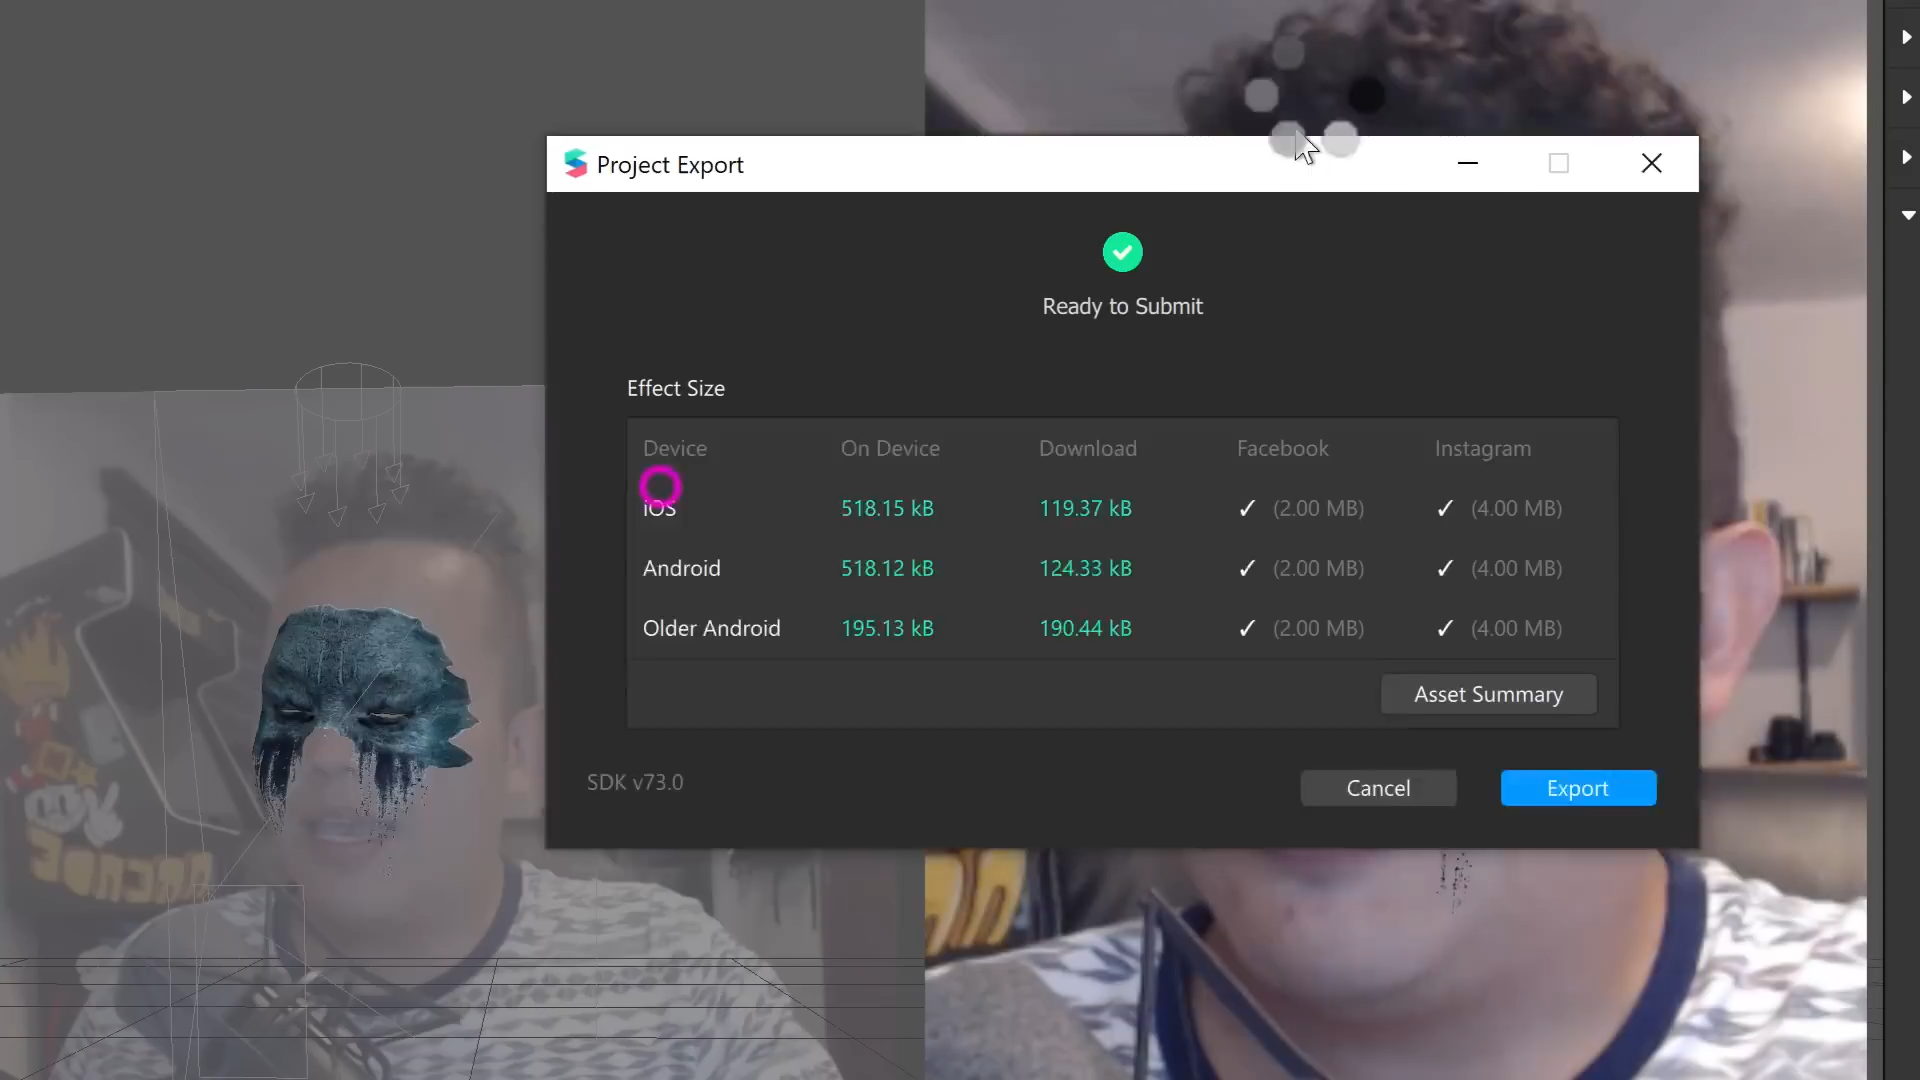 Project Export
Ready to Submit
Effect Size
Device On Device Download Facebook Instagram
iOS 518.15 kB 119.37 kB ✓ (2.00 MB) ✓ (4.00 MB)
Android 518.12 kB 124.33 kB ✓ (2.00 MB) ✓ (4.00 MB)
Older Android 195.13 kB 190.44 kB ✓ (2.00 MB) ✓ (4.00 MB)
Asset Summary
SDK v73.0
Cancel Export